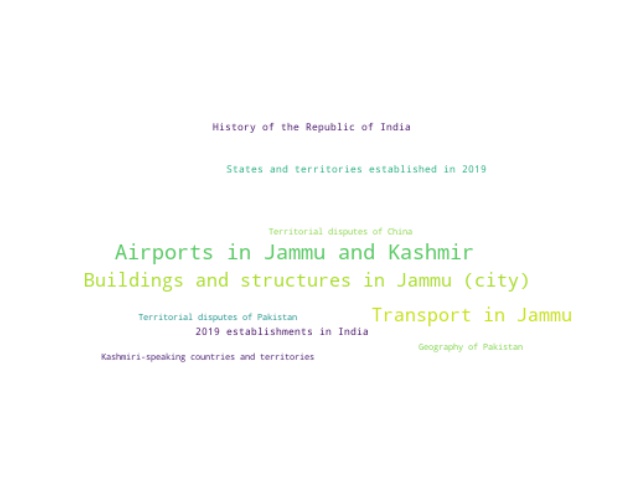 History of the Republic of India
States and territories established in 2019
Territorial disputes of China
Airports in Jammu and Kashmir
Buildings and structures in Jammu (city)
Transport in Jammu
Territorial disputes of Pakistan
2019 establishments in India
Geography of Pakistan
Kashmiri-speaking countries and territories